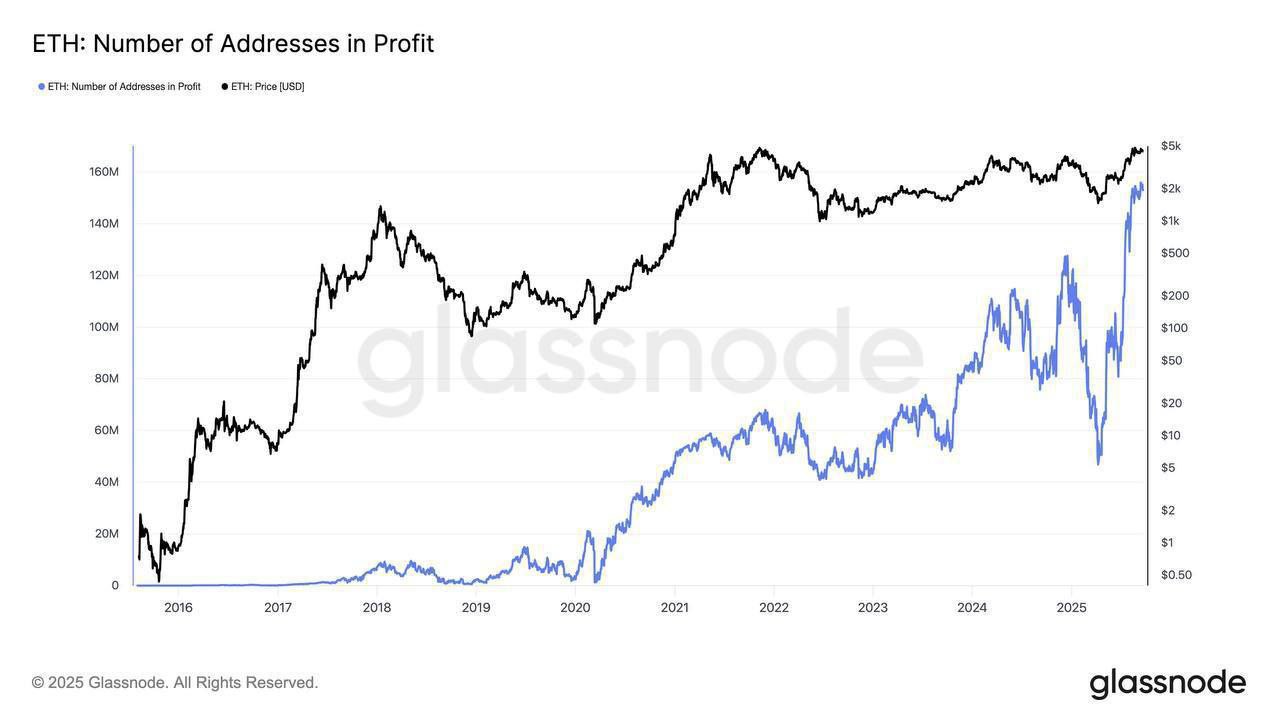 ETH: Number of Addresses in Profit
ETH: Number of Addresses in Profit ETH: Price [USD]
160M
140M
120M
100M
80M
60M
40M
20M
0
$5k
$2k
$1k
$500
$200
$100
$50
$20
$10
$5
$2
$1
$0.50
glassnode
2016 2017 2018 2019 2020 2021 2022 2023 2024 2025
© 2025 Glassnode. All Rights Reserved.
glassnode